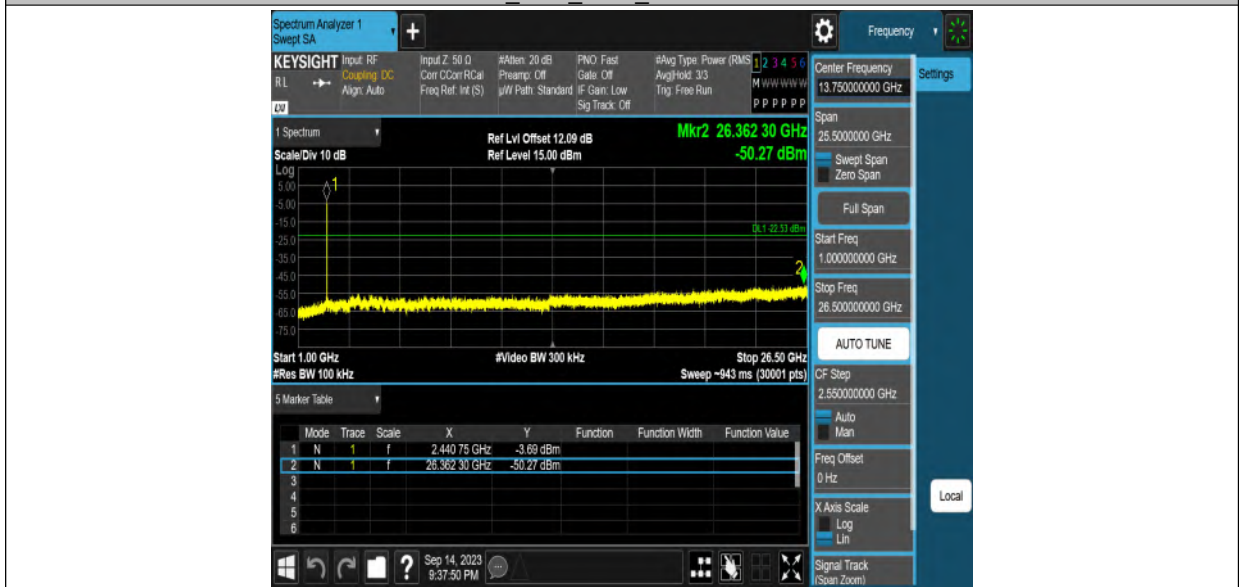 Spectrum Analyzer 1
Swept SA
+
Frequency
KEYSIGHT
RL
LXI
Input: RF
Coupling: DC
Align: Auto
Input Z: 50 Ω
Corr CCorr RCal
Freq Ref: Int (S)
#Atten: 20 dB
Preamp: Off
µW Path: Standard
PNO: Fast
Gate: Off
IF Gain: Low
Sig Track: Off
#Avg Type: Power (RMS
Avg|Hold: 3/3
Trig: Free Run
1 2 3 4 5 6
M W W W W W
P P P P P P
Center Frequency
13.750000000 GHz
Settings
Span
25.5000000 GHz
Swept Span
Zero Span
Full Span
Start Freq
1.000000000 GHz
Stop Freq
26.500000000 GHz
AUTO TUNE
CF Step
2.550000000 GHz
Auto
Man
Freq Offset
0 Hz
X Axis Scale
Log
Lin
Signal Track
(Span Zoom)
Local
1 Spectrum
Scale/Div 10 dB
Ref Lvl Offset 12.09 dB
Ref Level 15.00 dBm
Mkr2 26.362 30 GHz
-50.27 dBm
Log
5.00
-5.00
-15.0
-25.0
-35.0
-45.0
-55.0
-65.0
-75.0
1
DL1 -22.53 dBm
2
Start 1.00 GHz
#Res BW 100 kHz
#Video BW 300 kHz
Stop 26.50 GHz
Sweep ~943 ms (30001 pts)
5 Marker Table
Mode Trace Scale X Y Function Function Width Function Value
1 N 1 f 2.440 75 GHz -3.69 dBm
2 N 1 f 26.362 30 GHz -50.27 dBm
3
4
5
6
?
Sep 14, 2023
9:37:50 PM